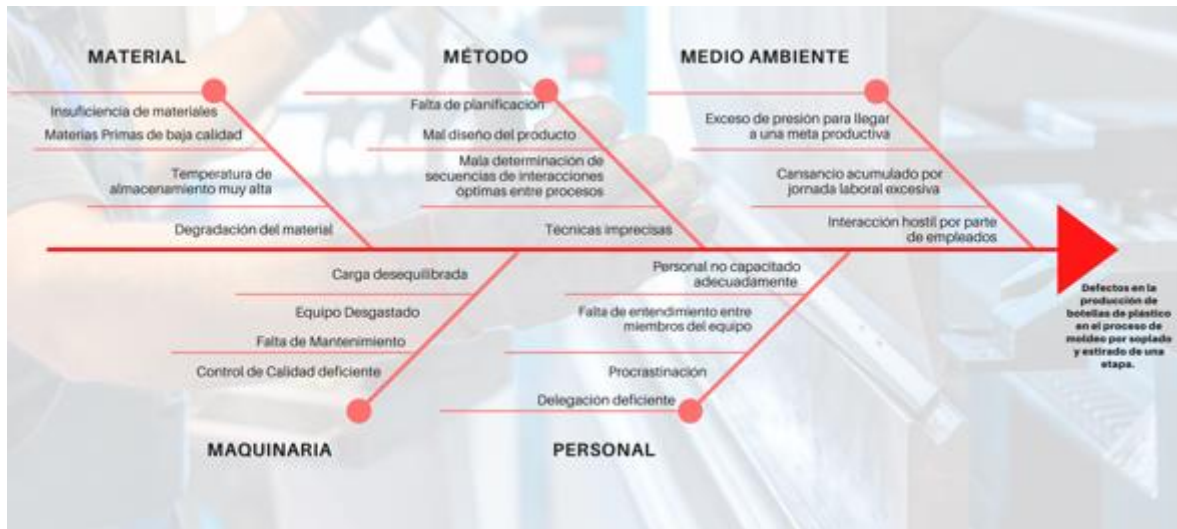 MATERIAL
Insuficiencia de materiales
Materias Primas de baja calidad
Temperatura de
almacenamiento muy alta
Degradación del material
MÉTODO
Falta de planificación
Mal diseño del producto
Mala determinación de
secuencias de interacciones
óptimas entre procesos
Técnicas imprecisas
MEDIO AMBIENTE
Exceso de presión para llegar
a una meta productiva
Cansancio acumulado por
jornada laboral excesiva
Interacción hostil por parte
de empleados
Carga desequilibrada
Equipo Desgastado
Falta de Mantenimiento
Control de Calidad deficiente
MAQUINARIA
Personal no capacitado
adecuadamente
Falta de entendimiento entre
miembros del equipo
Procrastinación
Delegación deficiente
PERSONAL
Defectos en la
producción de
botellas de plástico
en el proceso de
moldeo por soplado
y estirado de una
etapa.